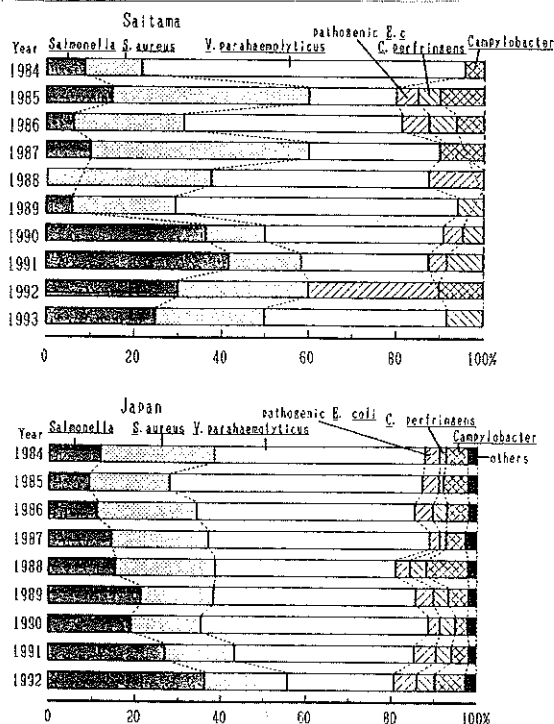 Saitama
pathogenic E.c
Year Salmonella S. aureus V. parahaemolyticus C. perfrinsens Campylobacter
1984
1985
1986
1987
1988
1989
1990
1991
1992
1993
0 20 40 60 80 100%
Japan
pathogenic E. coli C. perfrinsens
Year Salmonella S. aureus V. parahaemolyticus Campylobacter
others
1984
1985
1986
1987
1988
1989
1990
1991
1992
0 20 40 60 80 100%